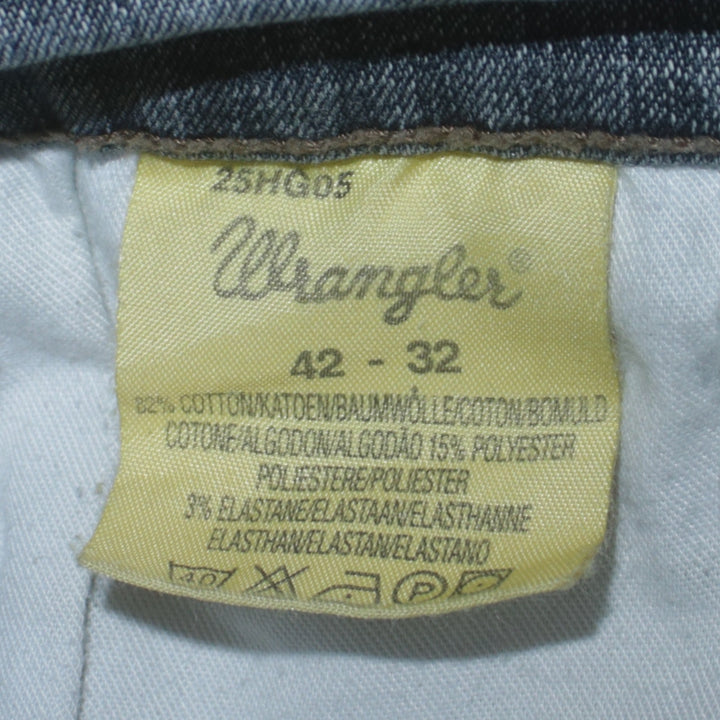 25HG05
Wrangler®
42 - 32
82% COTTON/KATOEN/BAUMWOLLE/COTON/BOMULD
COTONE/ALGODON/ALGODÃO 15% POLYESTER
POLIESTERE/POLIESTER
3% ELASTANE/ELASTAAN/ELASTHANNE
ELASTHAN/ELASTAN/ELASTANO
40 P